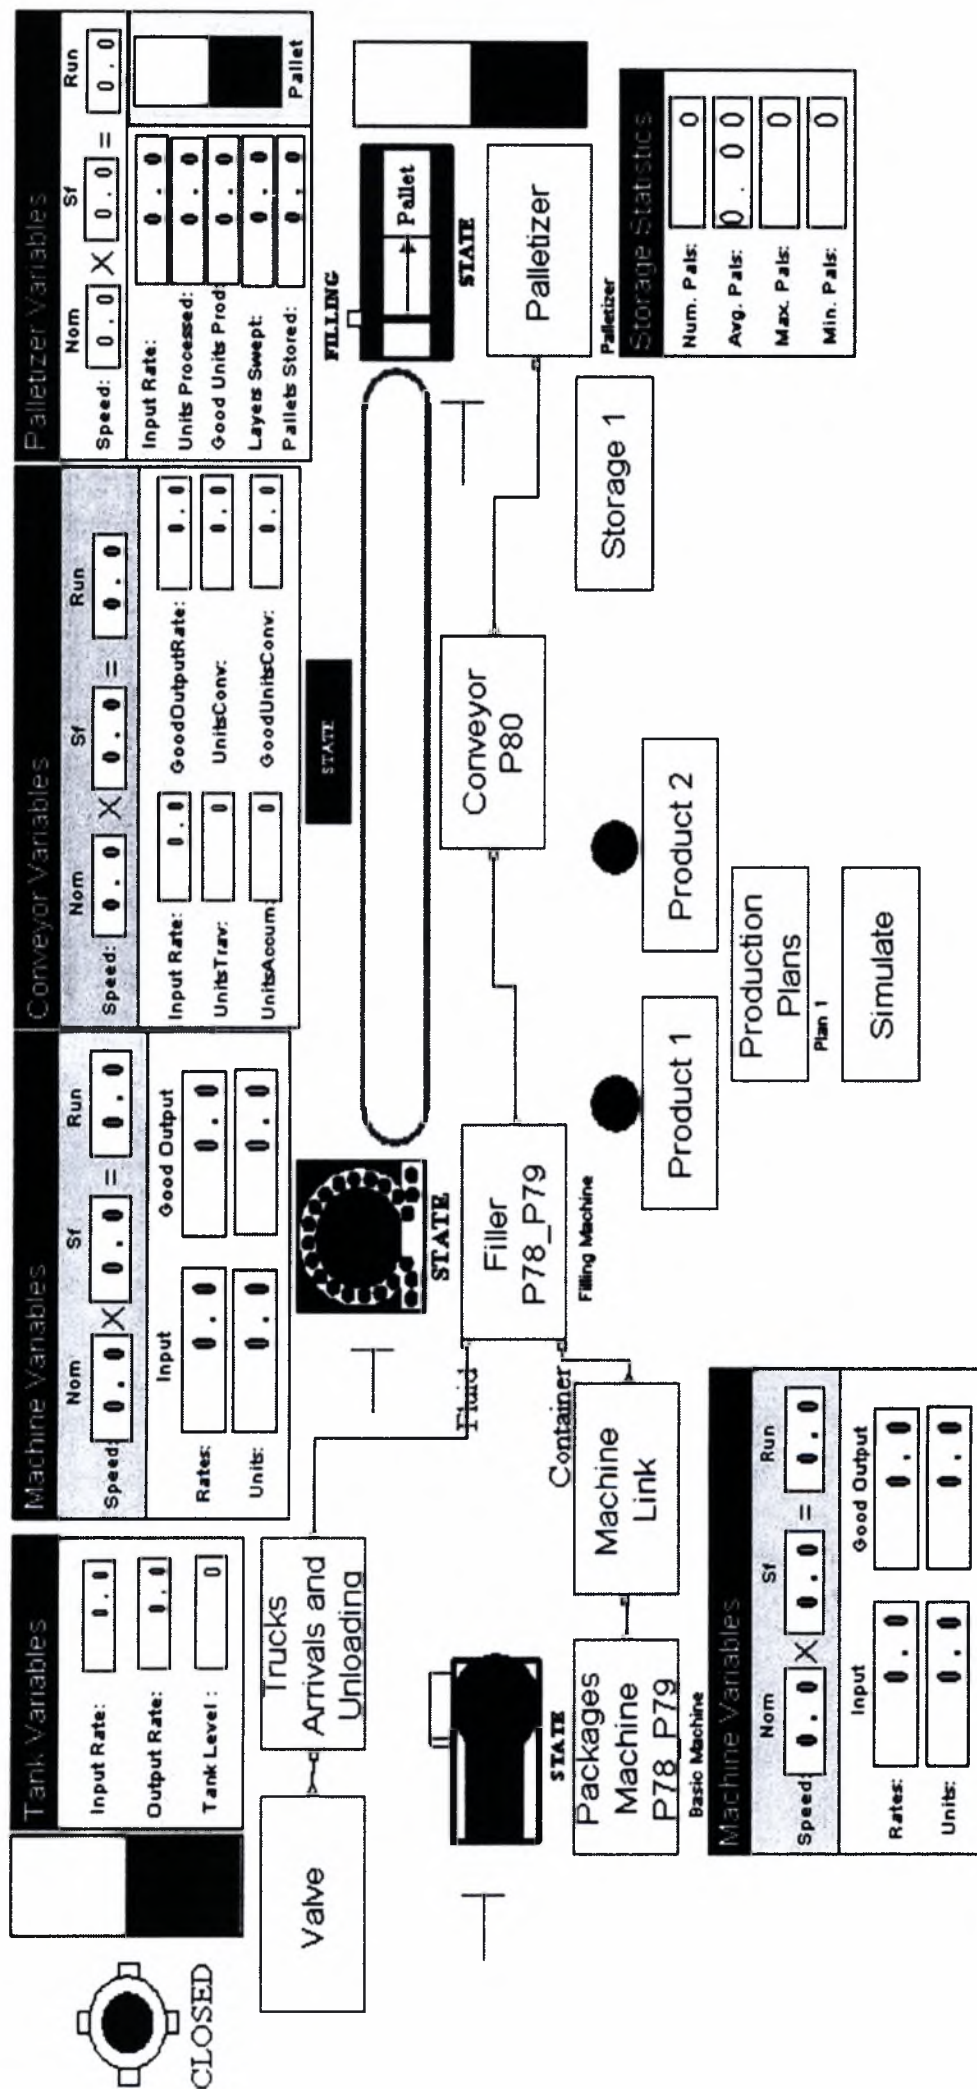 CLOSED
Tank Variables
Input Rate: 0.0
Output Rate: 0.0
Tank Level : 0
Machine Variables
Nom Sf Run
Speed: 0.0 X 0.0 = 0.0
Input Good Output
Rates: 0.0 0.0
Units: 0.0 0.0
Conveyor Variables
Nom Sf Run
Speed: 0.0 X 0.0 = 0.0
Input Rate: 0.0 GoodOutputRate: 0.0
UnitsTrav: 0 UnitsConv: 0.0
UnitsAccum: 0 GoodUnitsConv: 0.0
Palletizer Variables
Nom Sf Run
Speed: 0.0 X 0.0 = 0.0
Input Rate: 0.0
Units Processed: 0.0
Good Units Prod: 0.0
Layers Swept: 0.0
Pallets Stored: 0.0
Pallet
STATE
STATE
FILLING
Pallet
STATE
Valve
Trucks
Arrivals and
Unloading
Fluid
Container
Filler
P78_P79
Filling Machine
Conveyor
P80
Palletizer
Palletizer
STATE
Packages
Machine
P78_P79
Basic Machine
Machine
Link
Storage 1
Product 1
Product 2
Production
Plans
Plan 1
Simulate
Storage Statistics
Num. Pals: 0
Avg. Pals: 0.00
Max. Pals: 0
Min. Pals: 0
Machine Variables
Nom Sf Run
Speed: 0.0 X 0.0 = 0.0
Input Good Output
Rates: 0.0 0.0
Units: 0.0 0.0